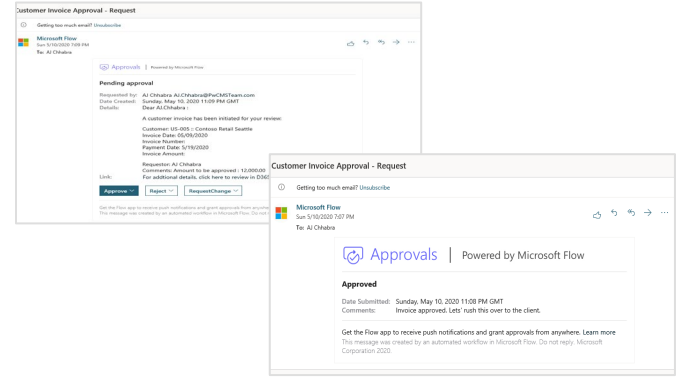 Customer Invoice Approval - Request
Getting too much email? Unsubscribe
Microsoft Flow
Sun 5/10/2020 7:09 PM
To: AJ Chhabra
Approvals | Powered by Microsoft Flow
Pending approval
Requested by: AJ Chhabra AJ.Chhabra@PwCMSTeam.com
Date Created: Sunday, May 10, 2020 11:09 PM GMT
Details: Dear AJ.Chhabra -
A customer invoice has been initiated for your review:
Customer: US-005 :: Contoso Retail Seattle
Invoice Date: 05/09/2020
Invoice Number:
Payment Date: 5/19/2020
Invoice Amount:
Requestor: AJ Chhabra
Comments: Amount to be approved : 12,000.00
Link: For addtional details, click here to review in D365
Approve
Reject
RequestChange
Get the Flow app to receive push notifications and grant approvals from anywhere
This message was created by an automated workflow in Microsoft Flow. Do not
Customer Invoice Approval - Request
Getting too much email? Unsubscribe
Microsoft Flow
Sun 5/10/2020 7:07 PM
To: AJ Chhabra
Approvals | Powered by Microsoft Flow
Approved
Date Submitted: Sunday, May 10, 2020 11:08 PM GMT
Comments: Invoice approved. Lets' rush this over to the client.
Get the Flow app to receive push notifications and grant approvals from anywhere. Learn more
This message was created by an automated workflow in Microsoft Flow. Do not reply. Microsoft
Corporation 2020.